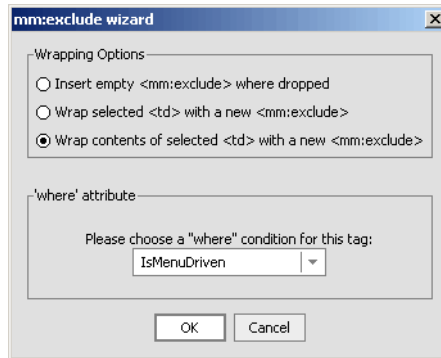 mm:exclude wizard
Wrapping Options
Insert empty <mm:exclude> where dropped
Wrap selected <td> with a new <mm:exclude>
Wrap contents of selected <td> with a new <mm:exclude>
'where' attribute
Please choose a "where" condition for this tag:
IsMenuDriven
OK Cancel